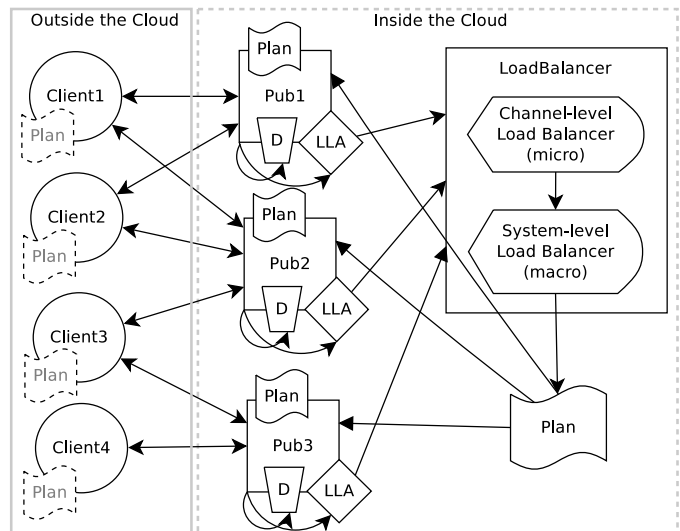 Outside the Cloud
Inside the Cloud
Client1
Plan
Client2
Plan
Client3
Plan
Client4
Plan
Plan
Pub1
D
LLA
Plan
Pub2
D
LLA
Plan
Pub3
D
LLA
LoadBalancer
Channel-level
Load Balancer
(micro)
System-level
Load Balancer
(macro)
Plan